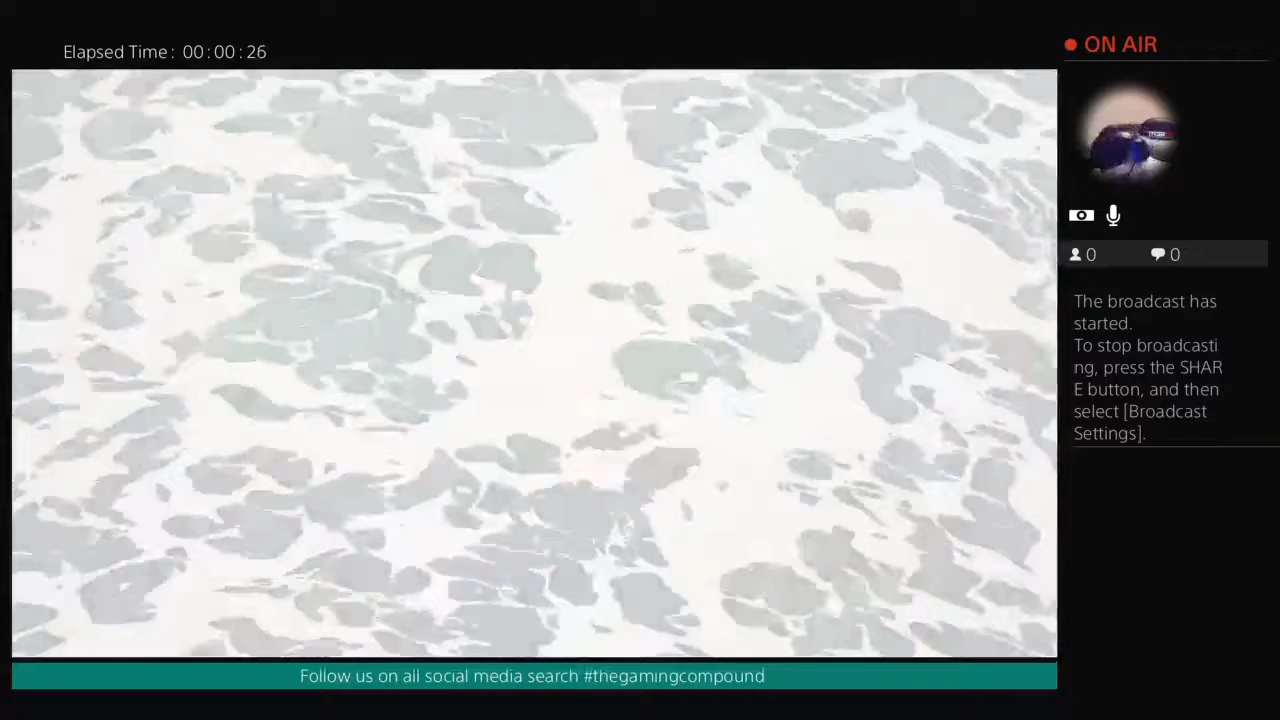 Elapsed Time: 00:00:26
ON AIR
0 0
The broadcast has
started.
To stop broadcasti
ng, press the SHAR
E button, and then
select [Broadcast
Settings].
Follow us on all social media search #thegamingcompound